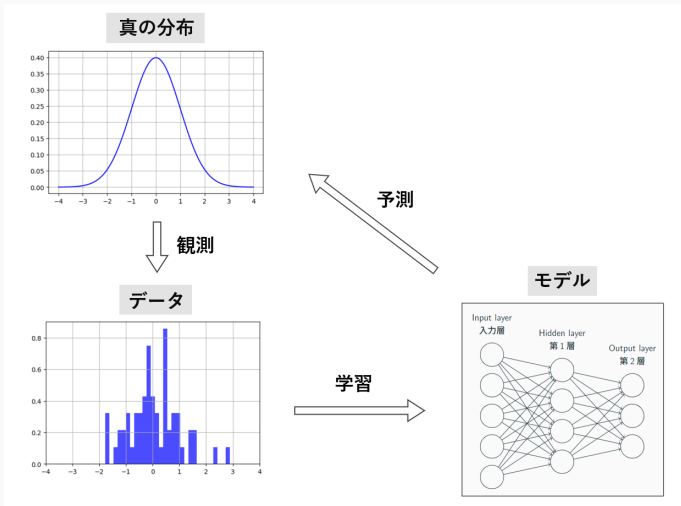 真の分布
0.40
0.35
0.30
0.25
0.20
0.15
0.10
0.05
0.00
−4 −3 −2 −1 0 1 2 3 4
予測
観測
データ
モデル
0.8
0.6
0.4
0.2
0.0
−4 −3 −2 −1 0 1 2 3 4
学習
Input layer
入力層
Hidden layer
第1層
Output layer
第2層